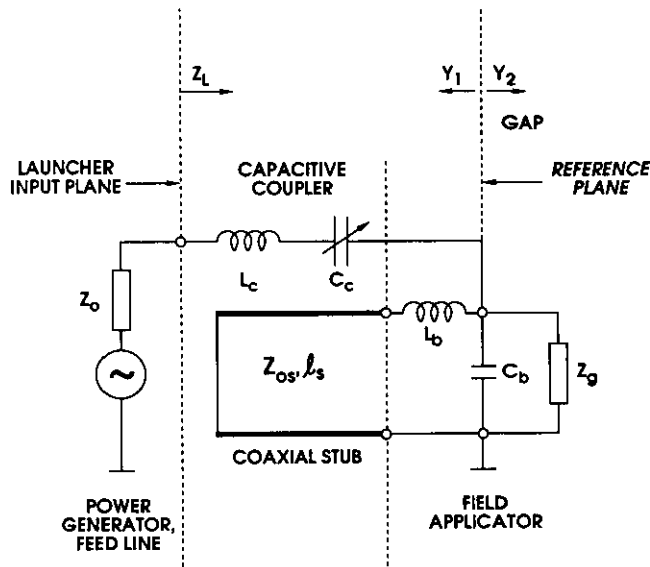 Z_L
Y_1 Y_2
GAP
LAUNCHER
INPUT PLANE
CAPACITIVE
COUPLER
REFERENCE
PLANE
L_c
C_c
Z_o
~
Z_os, ℓ_s
L_b
C_b
Z_g
COAXIAL STUB
POWER
GENERATOR,
FEED LINE
FIELD
APPLICATOR